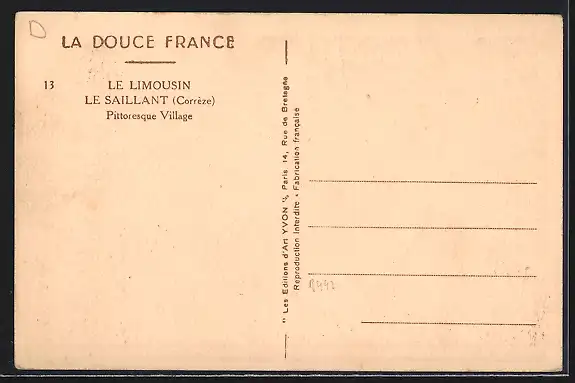 LA DOUCE FRANCE
13 LE LIMOUSIN
LE SAILLANT (Corrèze)
Pittoresque Village
" Les Editions d'Art YVON ", Paris 14, Rue de Bretagne
Reproduction Interdite - Fabrication française